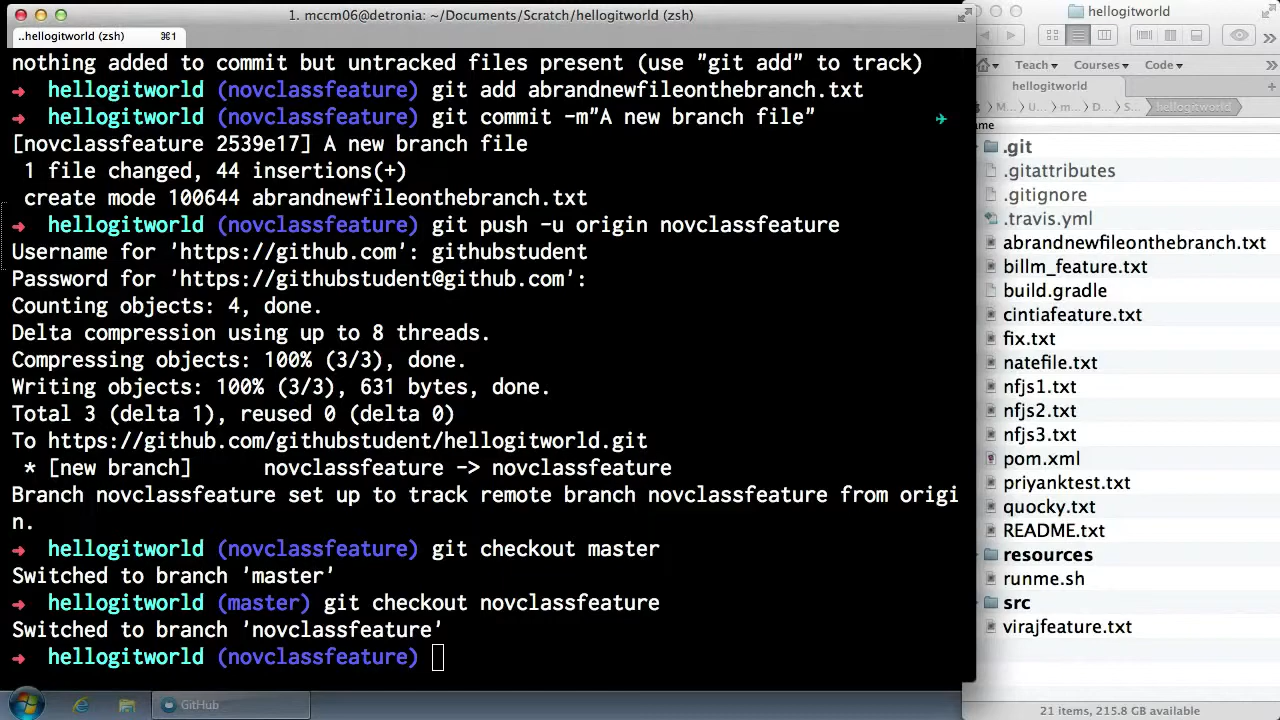 1. mccm06@detronia: ~/Documents/Scratch/hellogitworld (zsh)
..hellogitworld (zsh) ⌘1
nothing added to commit but untracked files present (use "git add" to track)
➜ hellogitworld (novclassfeature) git add abrandnewfileonthebranch.txt
➜ hellogitworld (novclassfeature) git commit -m"A new branch file" ✈
[novclassfeature 2539e17] A new branch file
1 file changed, 44 insertions(+)
create mode 100644 abrandnewfileonthebranch.txt
➜ hellogitworld (novclassfeature) git push -u origin novclassfeature
Username for 'https://github.com': githubstudent
Password for 'https://githubstudent@github.com':
Counting objects: 4, done.
Delta compression using up to 8 threads.
Compressing objects: 100% (3/3), done.
Writing objects: 100% (3/3), 631 bytes, done.
Total 3 (delta 1), reused 0 (delta 0)
To https://github.com/githubstudent/hellogitworld.git
* [new branch] novclassfeature -> novclassfeature
Branch novclassfeature set up to track remote branch novclassfeature from origi
n.
➜ hellogitworld (novclassfeature) git checkout master
Switched to branch 'master'
➜ hellogitworld (master) git checkout novclassfeature
Switched to branch 'novclassfeature'
➜ hellogitworld (novclassfeature)
GitHub
hellogitworld
Teach Courses Code
hellogitworld +
M... U... m... D... S... hellogitworld
ame
.git
.gitattributes
.gitignore
.travis.yml
abrandnewfileonthebranch.txt
billm_feature.txt
build.gradle
cintiafeature.txt
fix.txt
natefile.txt
nfjs1.txt
nfjs2.txt
nfjs3.txt
pom.xml
priyanktest.txt
quocky.txt
README.txt
resources
runme.sh
src
virajfeature.txt
21 items, 215.8 GB available